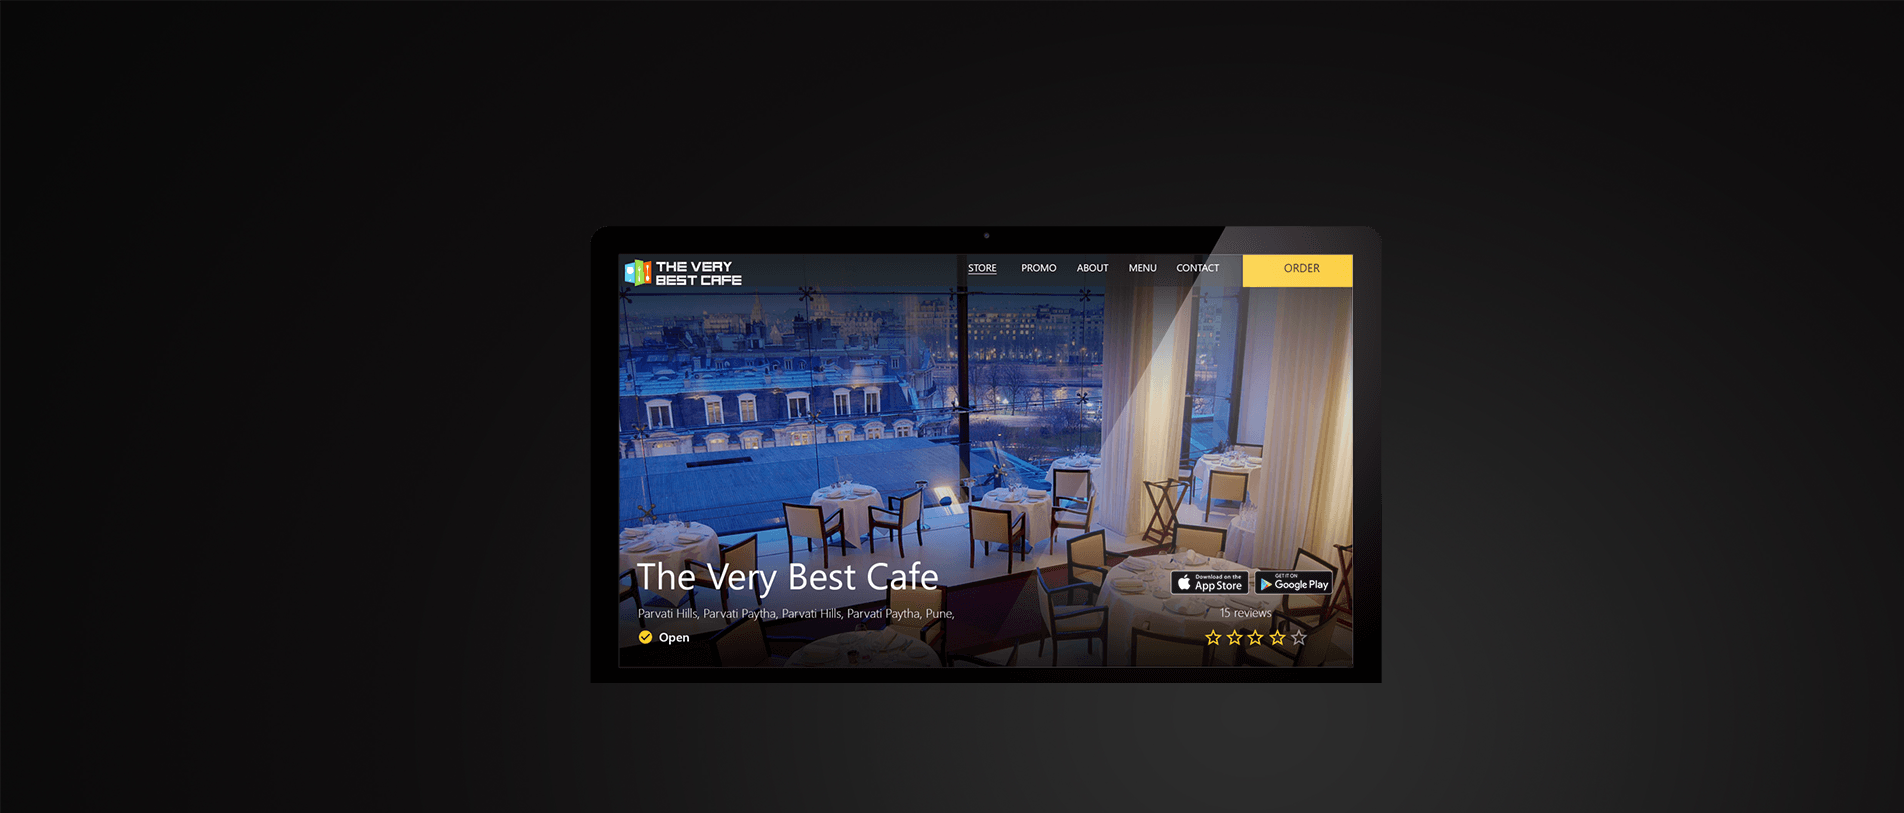 THE VERY
BEST CAFE
STORE PROMO ABOUT MENU CONTACT ORDER
The Very Best Cafe
Parvati Hills, Parvati Paytha, Parvati Hills, Parvati Paytha, Pune,
Open
Download on the
App Store
GET IT ON
Google Play
15 reviews